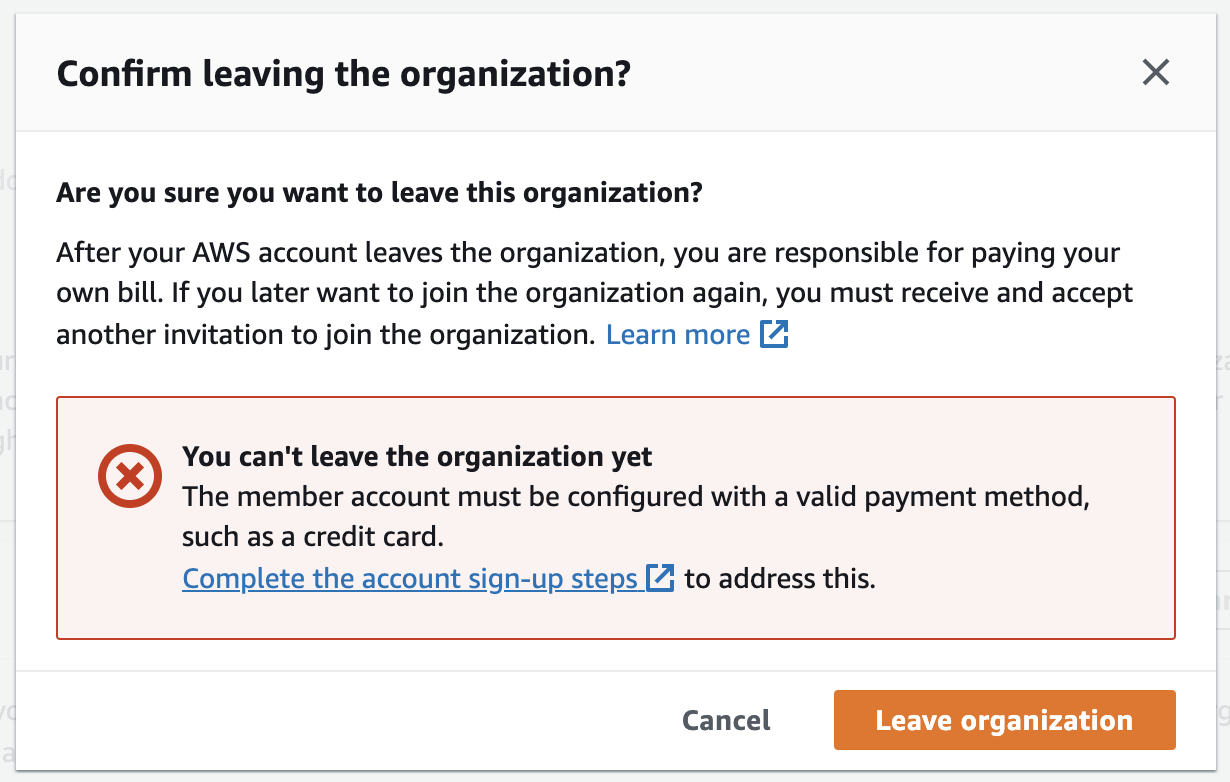 Confirm leaving the organization?
Are you sure you want to leave this organization?
After your AWS account leaves the organization, you are responsible for paying your
own bill. If you later want to join the organization again, you must receive and accept
another invitation to join the organization. Learn more
You can't leave the organization yet
The member account must be configured with a valid payment method,
such as a credit card.
Complete the account sign-up steps to address this.
Cancel
Leave organization